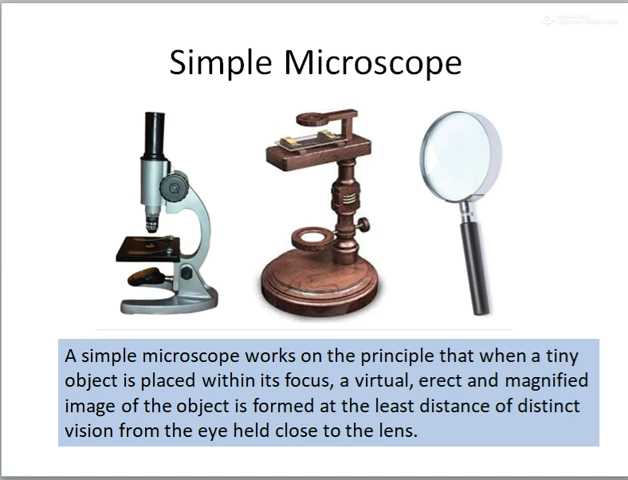 Simple Microscope
A simple microscope works on the principle that when a tiny
object is placed within its focus, a virtual, erect and magnified
image of the object is formed at the least distance of distinct
vision from the eye held close to the lens.